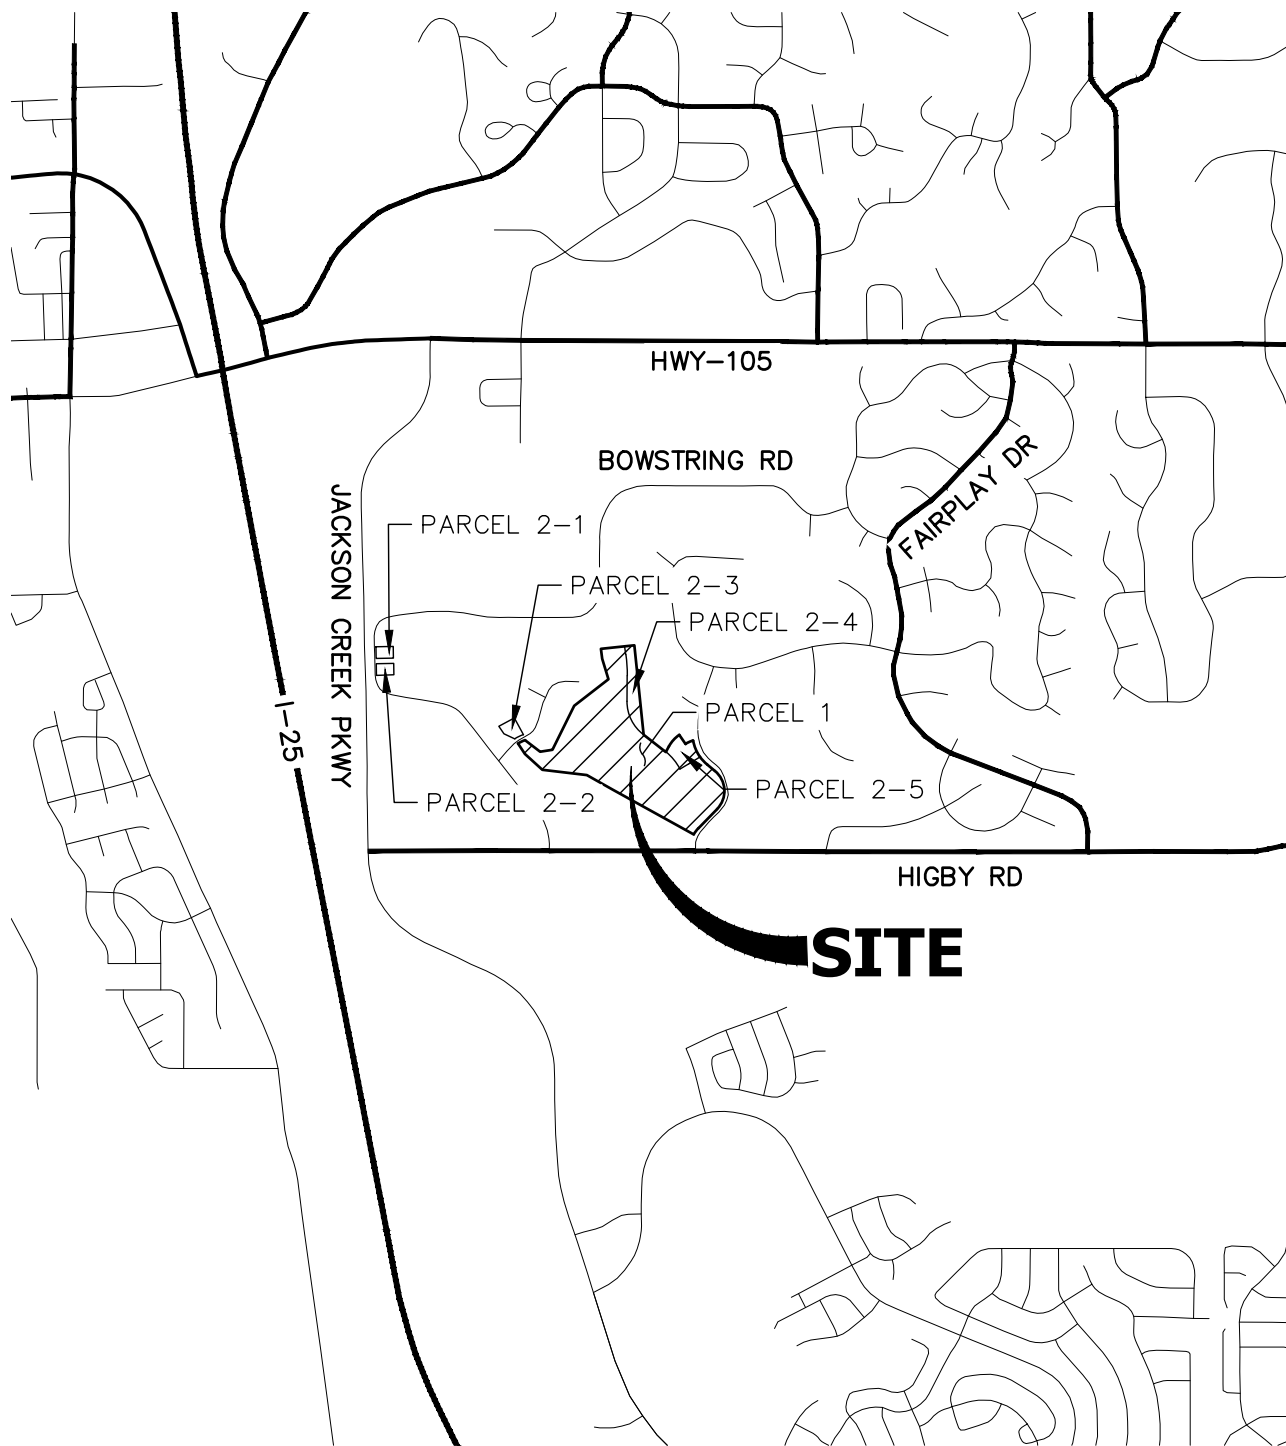 HWY-105
BOWSTRING RD
FAIRPLAY DR
JACKSON CREEK PKWY
PARCEL 2-1
PARCEL 2-3
PARCEL 2-4
PARCEL 1
I-25
PARCEL 2-5
PARCEL 2-2
HIGBY RD
SITE